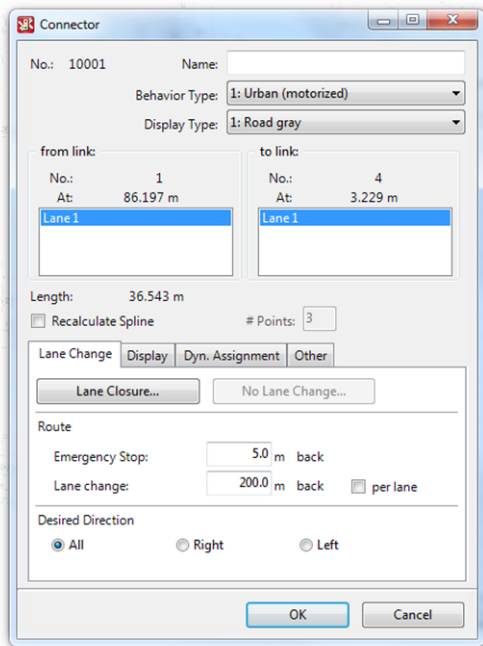 Connector
No.: 10001 Name:
Behavior Type: 1: Urban (motorized)
Display Type: 1: Road gray
from link: to link:
No.: 1 No.: 4
At: 86.197 m At: 3.229 m
Lane 1 Lane 1
Length: 36.543 m
Recalculate Spline # Points: 3
Lane Change Display Dyn. Assignment Other
Lane Closure... No Lane Change...
Route
Emergency Stop: 5.0 m back
Lane change: 200.0 m back per lane
Desired Direction
All Right Left
OK Cancel